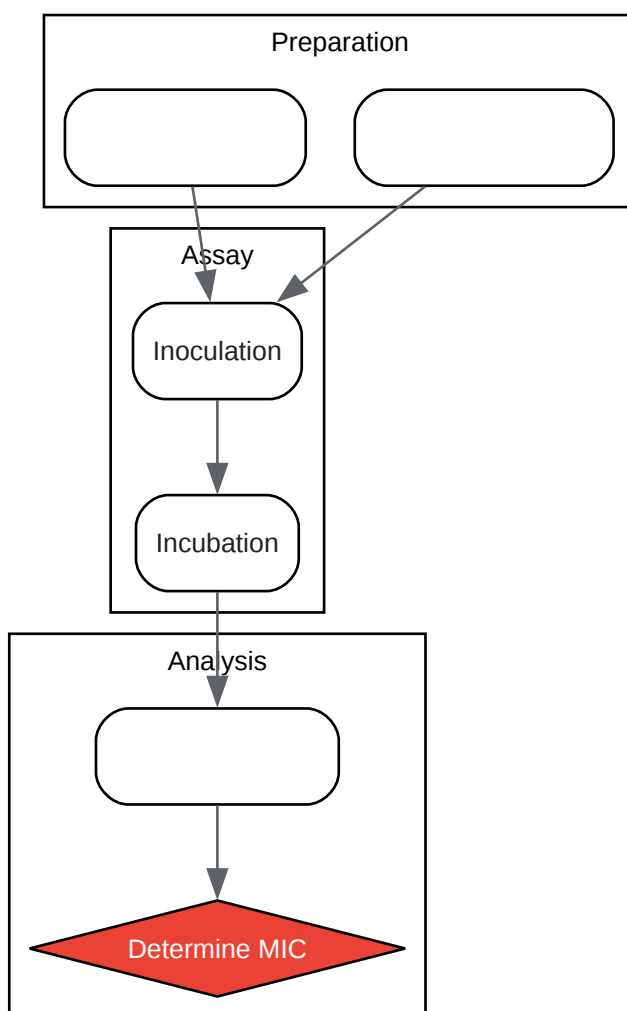 Preparation
Assay
Inoculation
Incubation
Analysis
Determine MIC